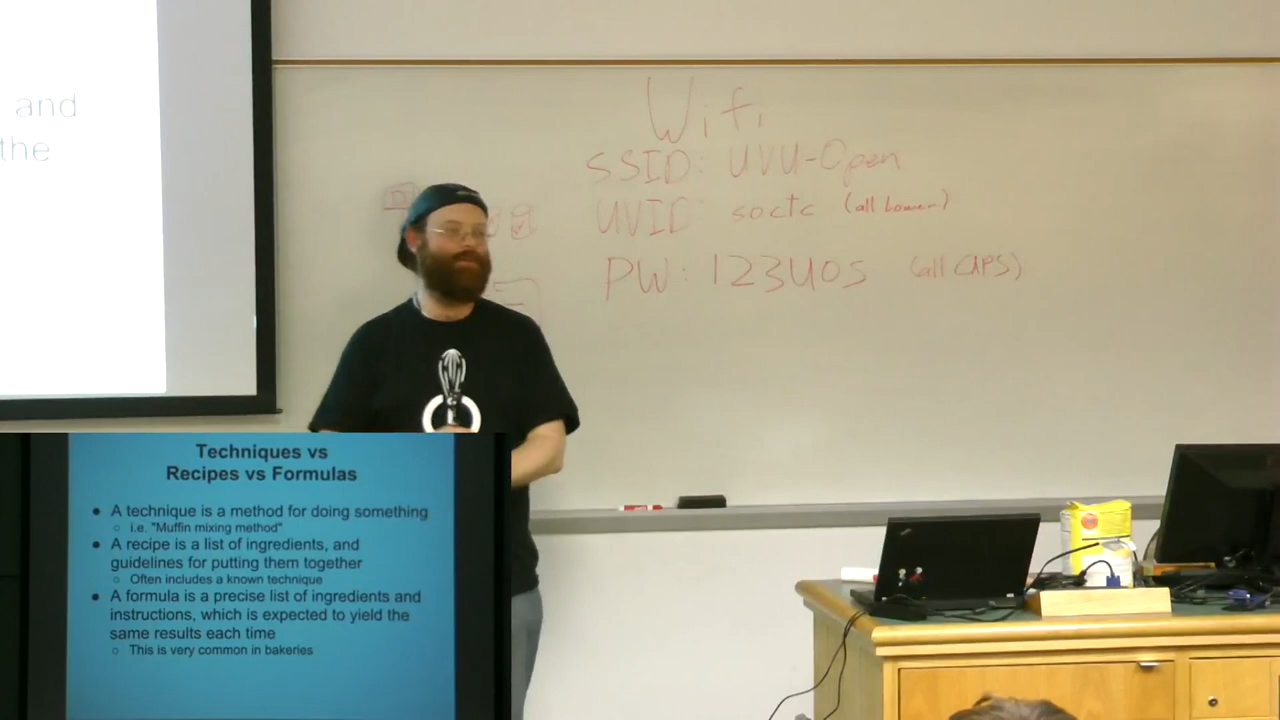 and
the
Wifi
SSID: UVU-Open
UVID: soctc (all Lower)
PW: 123UOS (all CAPS)
Techniques vs
Recipes vs Formulas
● A technique is a method for doing something
○ i.e. "Muffin mixing method"
● A recipe is a list of ingredients, and
guidelines for putting them together
○ Often includes a known technique
● A formula is a precise list of ingredients and
instructions, which is expected to yield the
same results each time
○ This is very common in bakeries